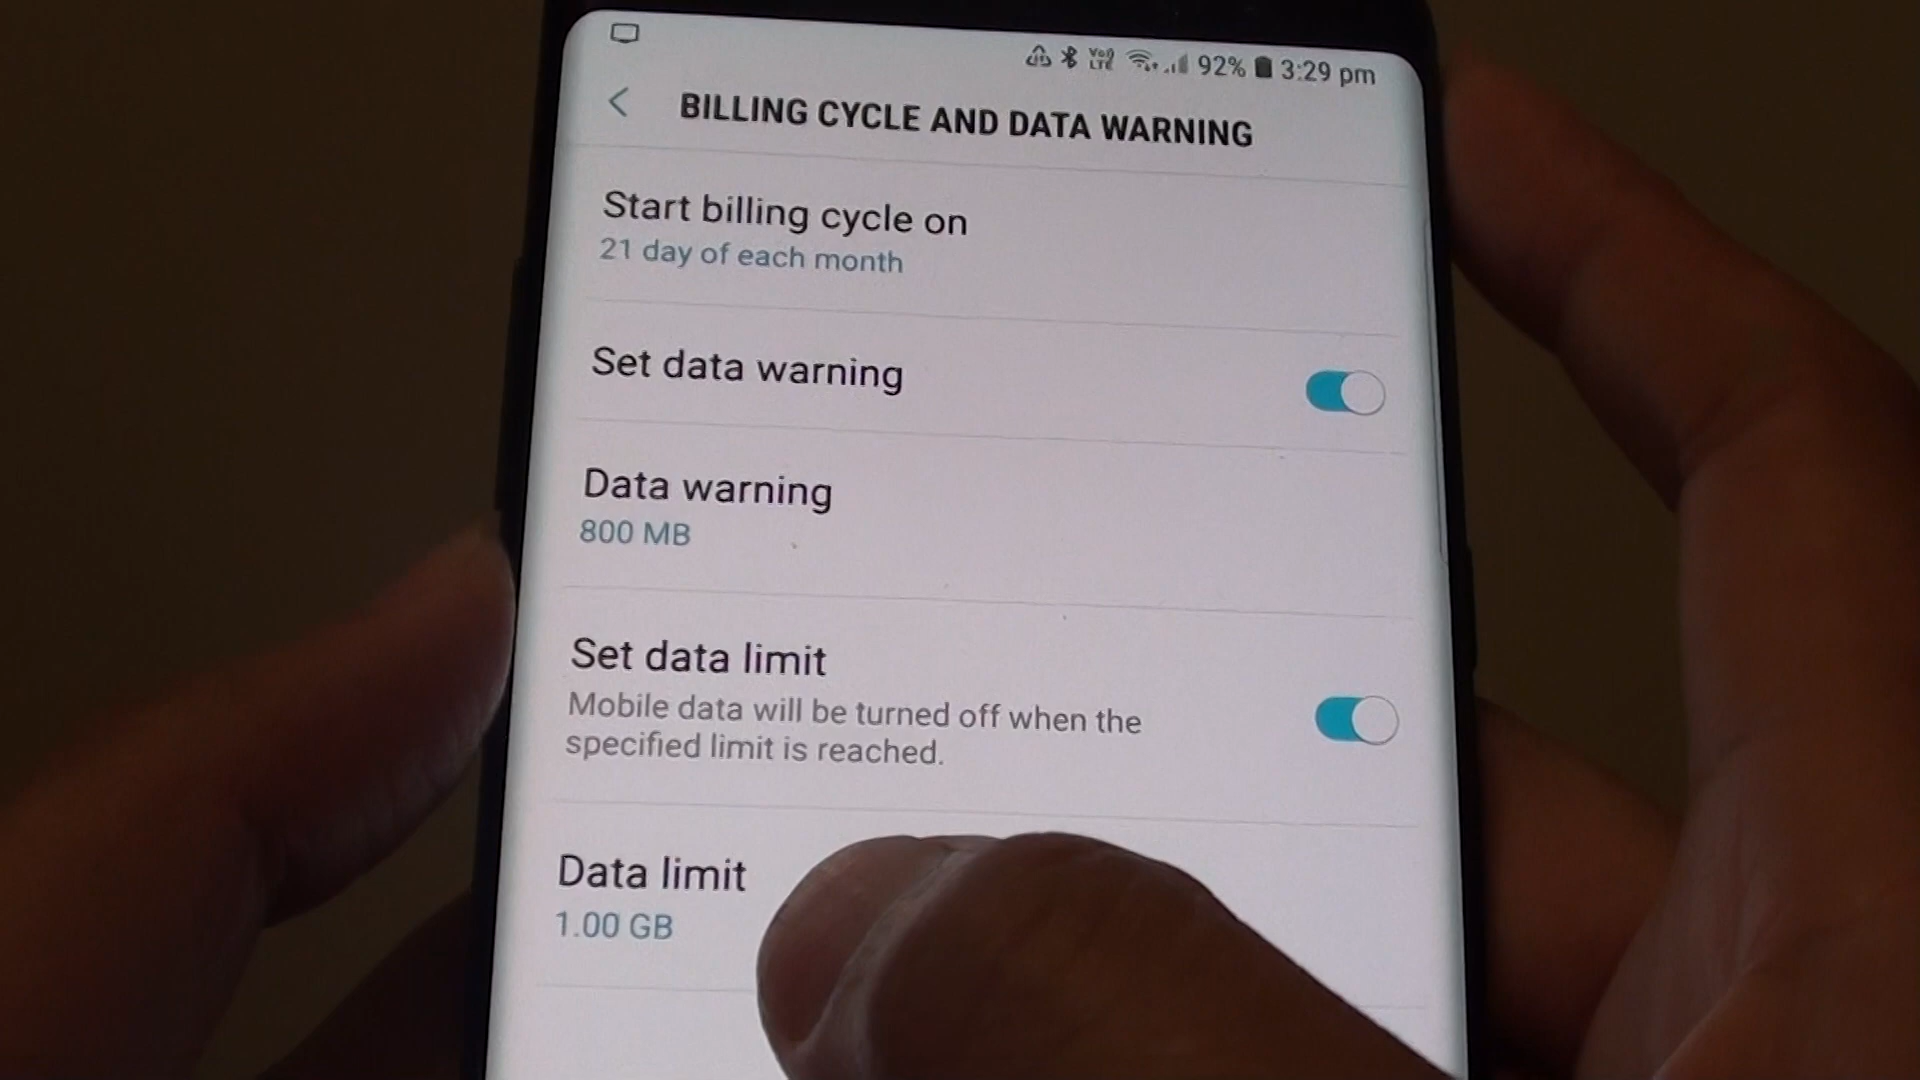 VoO LTE 92% 3:29 pm
BILLING CYCLE AND DATA WARNING
Start billing cycle on
21 day of each month
Set data warning
Data warning
800 MB
Set data limit
Mobile data will be turned off when the
specified limit is reached.
Data limit
1.00 GB